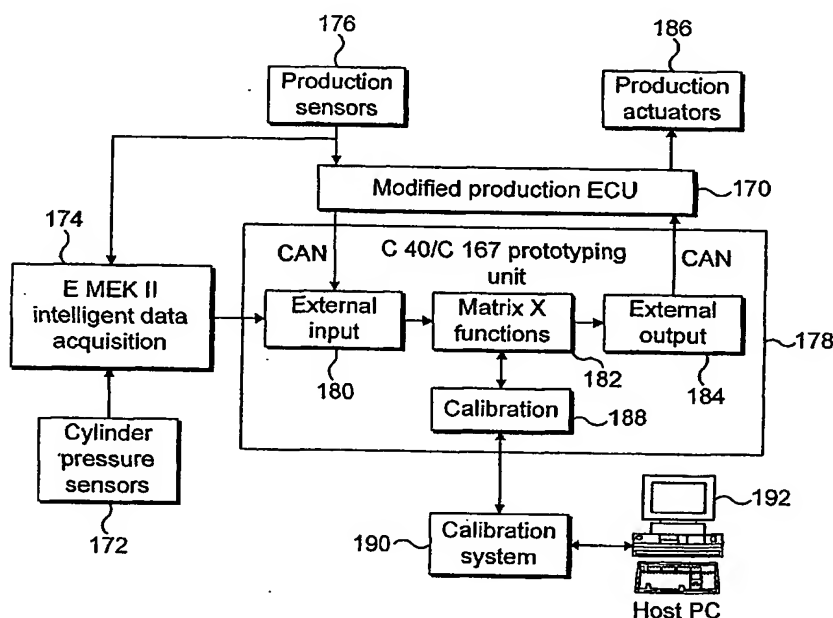 176
186
Production
sensors
Production
actuators
Modified production ECU
170
174
CAN
C 40/C 167 prototyping
unit
CAN
E MEK II
intelligent data
acquisition
External
input
Matrix X
functions
External
output
178
180
182
184
Calibration
188
Cylinder
pressure
sensors
172
190
Calibration
system
192
Host PC